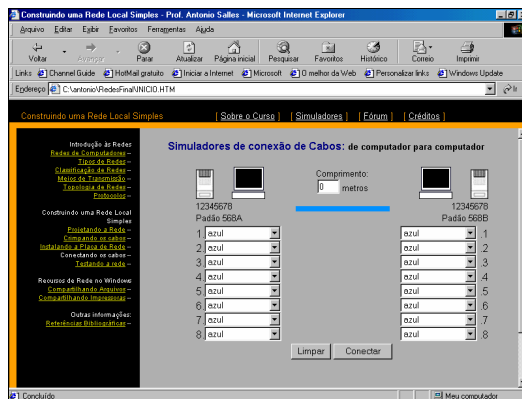 Construindo uma Rede Local Simples - Prof. Antonio Salles - Microsoft Internet Explorer
Arquivo Editar Exibir Favoritos Ferramentas Ajuda
Voltar Avançar Parar Atualizar Página inicial Pesquisar Favoritos Histórico Correio Imprimir
Links Channel Guide HotMail gratuito Iniciar a Internet Microsoft O melhor da Web Personalizar links Windows Update
Endereço C:\antonio\RedesFinal\INICIO.HTM Ir
Construindo uma Rede Local Simples [ Sobre o Curso ] [ Simuladores ] [ Fórum ] [ Créditos ]
Introdução às Redes
Redes de Computadores –
Tipos de Redes –
Classificação de Redes –
Meios de Transmissão –
Topologia de Redes –
Protocolos –
Construindo uma Rede Local
Simples
Projetando a Rede –
Crimpando os cabos –
Instalando a Placa de Rede –
Conectando os cabos –
Testando a rede –
Recursos de Rede no Windows
Compartilhando Arquivos –
Compartilhando Impressoras –
Outras informações:
Referências Bibliográficas –
Simuladores de conexão de Cabos: de computador para computador
Comprimento:
0 metros
12345678
Padão 568A
12345678
Padão 568B
1. azul azul .1
2. azul azul .2
3. azul azul .3
4. azul azul .4
5. azul azul .5
6. azul azul .6
7. azul azul .7
8. azul azul .8
Limpar Conectar
Concluído Meu computador